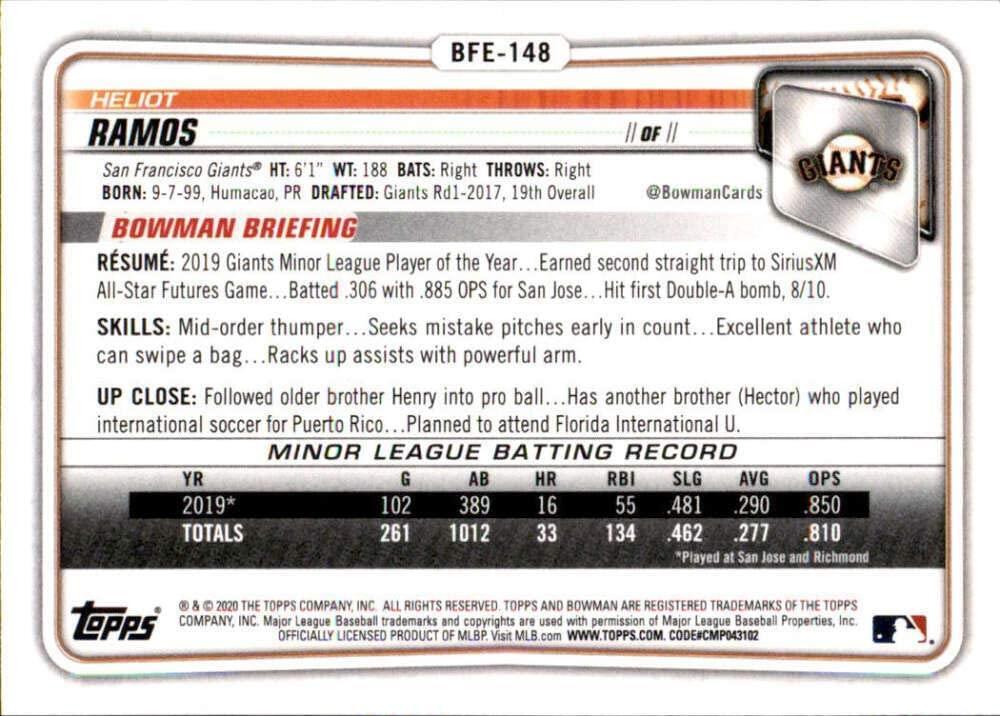 BFE-148
HELIOT
RAMOS // OF //
San Francisco Giants® HT: 6'1" WT: 188 BATS: Right THROWS: Right
BORN: 9-7-99, Humacao, PR DRAFTED: Giants Rd1-2017, 19th Overall @BowmanCards
GIANTS
BOWMAN BRIEFING
RÉSUMÉ: 2019 Giants Minor League Player of the Year...Earned second straight trip to SiriusXM
All-Star Futures Game...Batted .306 with .885 OPS for San Jose...Hit first Double-A bomb, 8/10.
SKILLS: Mid-order thumper...Seeks mistake pitches early in count...Excellent athlete who
can swipe a bag...Racks up assists with powerful arm.
UP CLOSE: Followed older brother Henry into pro ball...Has another brother (Hector) who played
international soccer for Puerto Rico...Planned to attend Florida International U.
MINOR LEAGUE BATTING RECORD
YR G AB HR RBI SLG AVG OPS
2019* 102 389 16 55 .481 .290 .850
TOTALS 261 1012 33 134 .462 .277 .810
*Played at San Jose and Richmond
Topps®
® & © 2020 THE TOPPS COMPANY, INC. ALL RIGHTS RESERVED. TOPPS AND BOWMAN ARE REGISTERED TRADEMARKS OF THE TOPPS
COMPANY, INC. Major League Baseball trademarks and copyrights are used with permission of Major League Baseball Properties, Inc.
OFFICIALLY LICENSED PRODUCT OF MLBP. Visit MLB.com WWW.TOPPS.COM. CODE#CMP043102